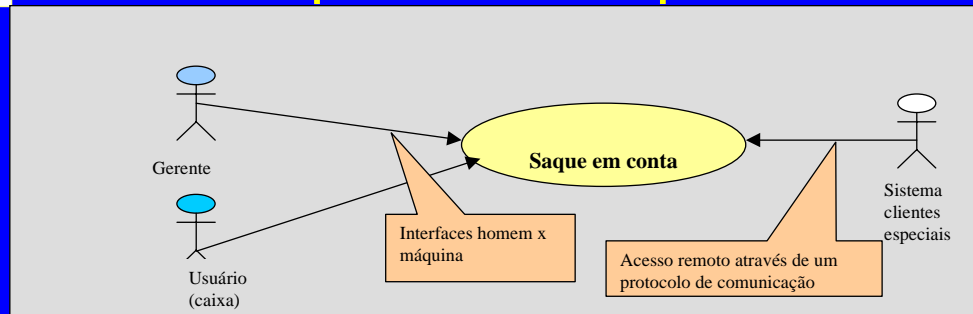 Gerente
Saque em conta
Usuário
(caixa)
Interfaces homem x
máquina
Acesso remoto através de um
protocolo de comunicação
Sistema
clientes
especiais